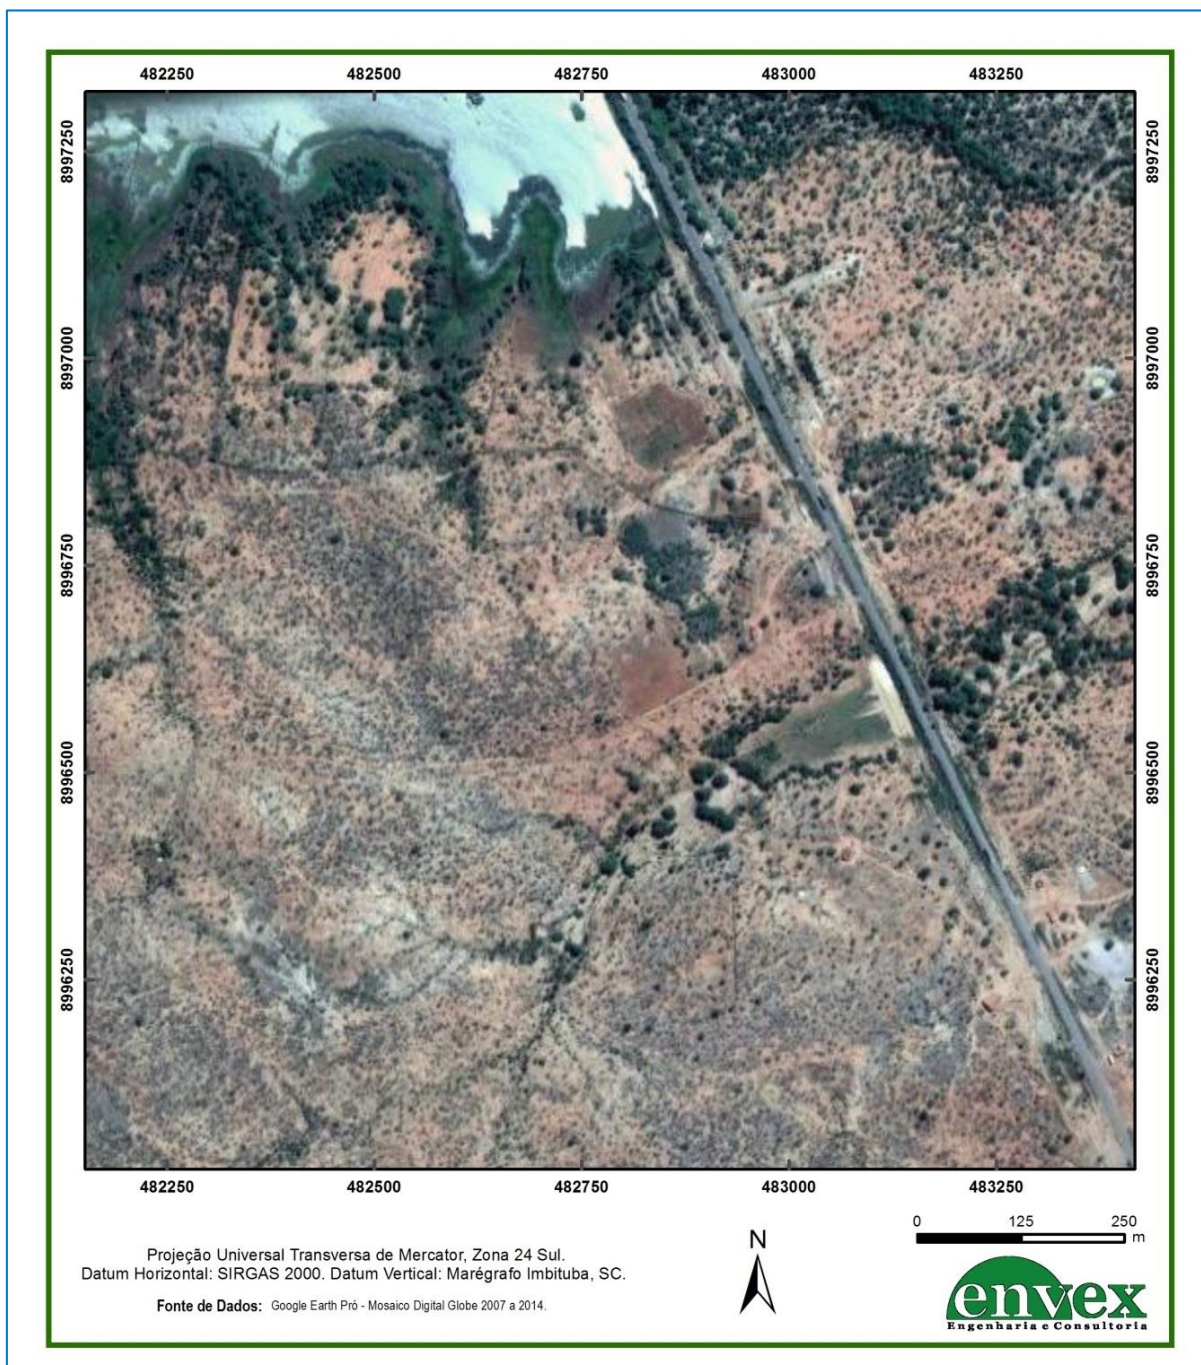 482250 482500 482750 483000 483250
8997250 8997250
8997000 8997000
8996750 8996750
8996500 8996500
8996250 8996250
482250 482500 482750 483000 483250
0 125 250 m
N
Projeção Universal Transversa de Mercator, Zona 24 Sul.
Datum Horizontal: SIRGAS 2000. Datum Vertical: Marégrafo Imbituba, SC.
Fonte de Dados: Google Earth Pró - Mosaico Digital Globe 2007 a 2014.
envex
Engenharia e Consultoria